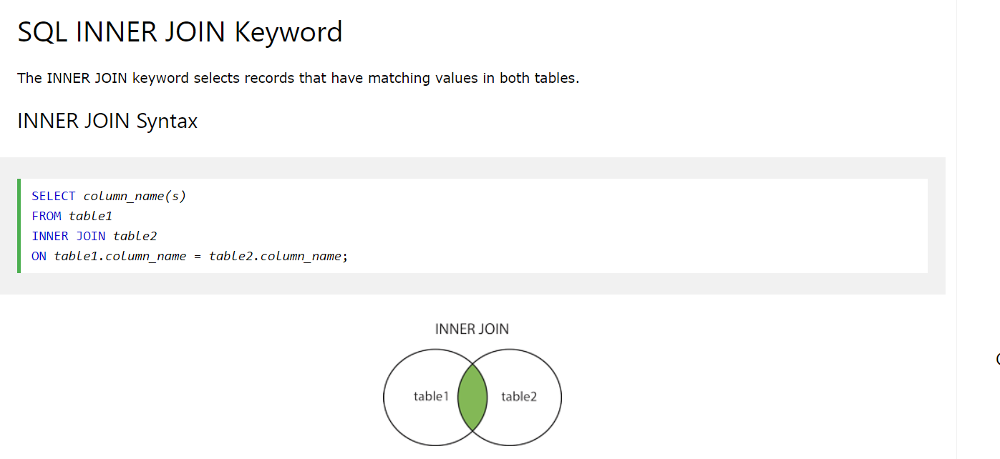 SQL INNER JOIN Keyword
The INNER JOIN keyword selects records that have matching values in both tables.
INNER JOIN Syntax
SELECT column_name(s)
FROM table1
INNER JOIN table2
ON table1.column_name = table2.column_name;
INNER JOIN
table1 table2